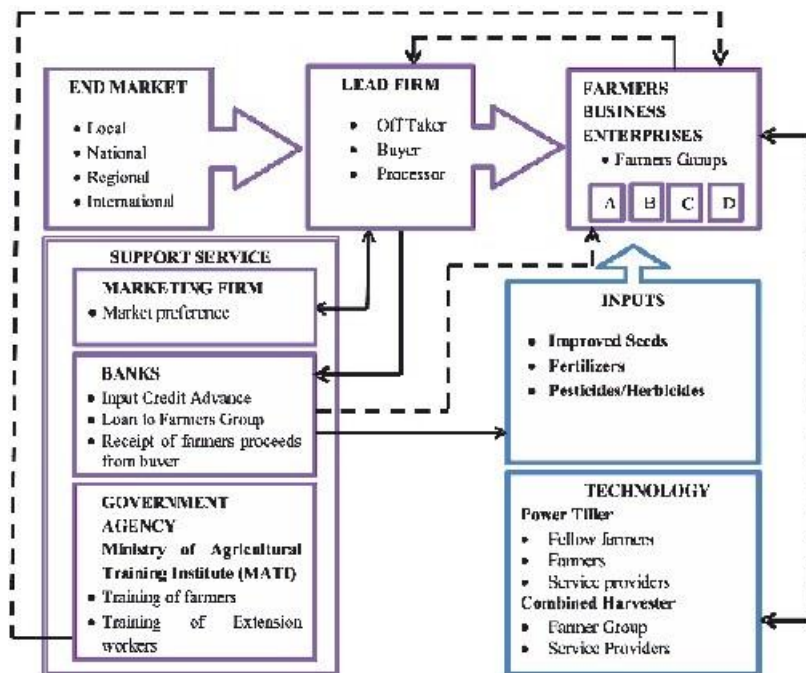 END MARKET
• Local
• National
• Regional
• International
LEAD FIRM
• Off Taker
• Buyer
• Processor
FARMERS
BUSINESS
ENTERPRISES
• Farmers Groups
A B C D
SUPPORT SERVICE
MARKETING FIRM
• Market preference
BANKS
• Input Credit Advance
• Loan to Farmers Group
• Receipt of farmers proceeds
from buyer
GOVERNMENT
AGENCY
Ministry of Agricultural
Training Institute (MATI)
• Training of farmers
• Training of Extension
workers
INPUTS
• Improved Seeds
• Fertilizers
• Pesticides/Herbicides
TECHNOLOGY
Power Tiller
• Fellow farmers
• Farmers
• Service providers
Combined Harvester
• Farmer Group
• Service Providers